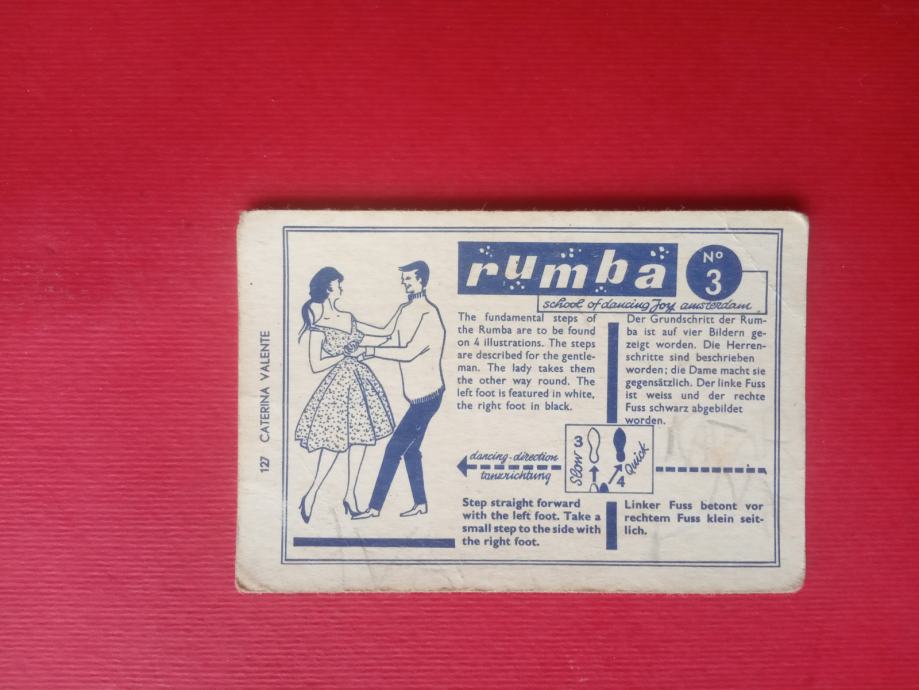 127 CATERINA VALENTE
rumba
No 3
school of dancing Joy amsterdam
The fundamental steps of
the Rumba are to be found
on 4 illustrations. The steps
are described for the gentle-
man. The lady takes them
the other way round. The
left foot is featured in white,
the right foot in black.
Der Grundschritt der Rum-
ba ist auf vier Bildern ge-
zeigt worden. Die Herren-
schritte sind beschrieben
worden; die Dame macht sie
gegensätzlich. Der linke Fuss
ist weiss und der rechte
Fuss schwarz abgebildet
worden.
dancing-direction
tanzrichtung
Slow 3
4 Quick
Step straight forward
with the left foot. Take a
small step to the side with
the right foot.
Linker Fuss betont vor
rechtem Fuss klein seit-
lich.